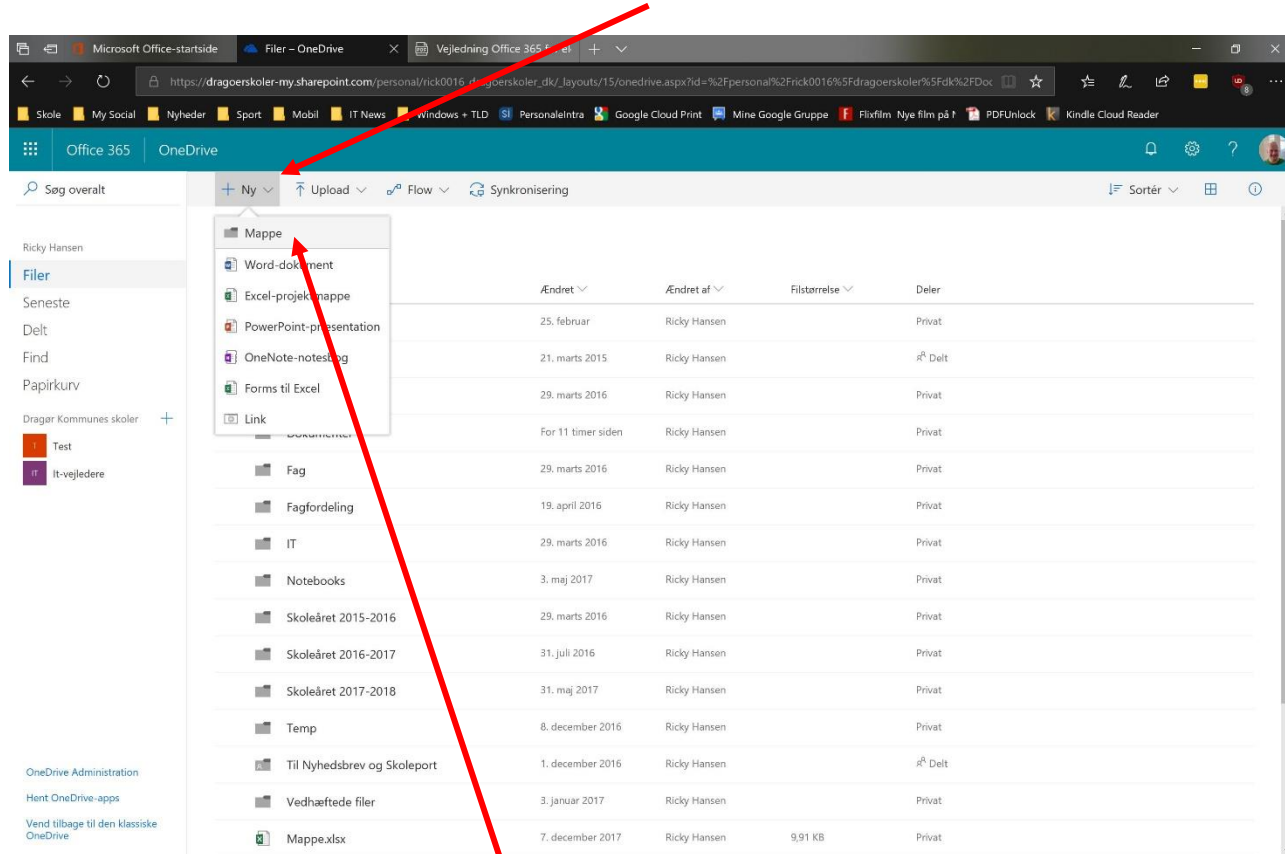 Microsoft Office-startside
Filer – OneDrive
Vejledning Office 365
https://dragoerskoler-my.sharepoint.com/personal/rick0016_dragoerskoler_dk/_layouts/15/onedrive.aspx?id=%2Fpersonal%2Frick0016%5Fdragoerskoler%5Fdk%2FDoc
Skole My Social Nyheder Sport Mobil IT News Windows + TLD PersonaleIntra Google Cloud Print Mine Google Gruppe Flixfilm Nye film på PDFUnlock Kindle Cloud Reader
Office 365 OneDrive ?
Søg overalt
+ Ny Upload Flow Synkronisering Sortér
Ricky Hansen
Filer
Seneste
Delt
Find
Papirkurv
Dragør Kommunes skoler +
T Test
IT It-vejledere
OneDrive Administration
Hent OneDrive-apps
Vend tilbage til den klassiske
OneDrive
Mappe
Word-dokument
Excel-projektmappe
PowerPoint-præsentation
OneNote-notesbog
Forms til Excel
Link
Ændret Ændret af Filstørrelse Deler
25. februar Ricky Hansen Privat
21. marts 2015 Ricky Hansen Delt
29. marts 2016 Ricky Hansen Privat
Dokumenter For 11 timer siden Ricky Hansen Privat
Fag 29. marts 2016 Ricky Hansen Privat
Fagfordeling 19. april 2016 Ricky Hansen Privat
IT 29. marts 2016 Ricky Hansen Privat
Notebooks 3. maj 2017 Ricky Hansen Privat
Skoleåret 2015-2016 29. marts 2016 Ricky Hansen Privat
Skoleåret 2016-2017 31. juli 2016 Ricky Hansen Privat
Skoleåret 2017-2018 31. maj 2017 Ricky Hansen Privat
Temp 8. december 2016 Ricky Hansen Privat
Til Nyhedsbrev og Skoleport 1. december 2016 Ricky Hansen Delt
Vedhæftede filer 3. januar 2017 Ricky Hansen Privat
Mappe.xlsx 7. december 2017 Ricky Hansen 9,91 KB Privat